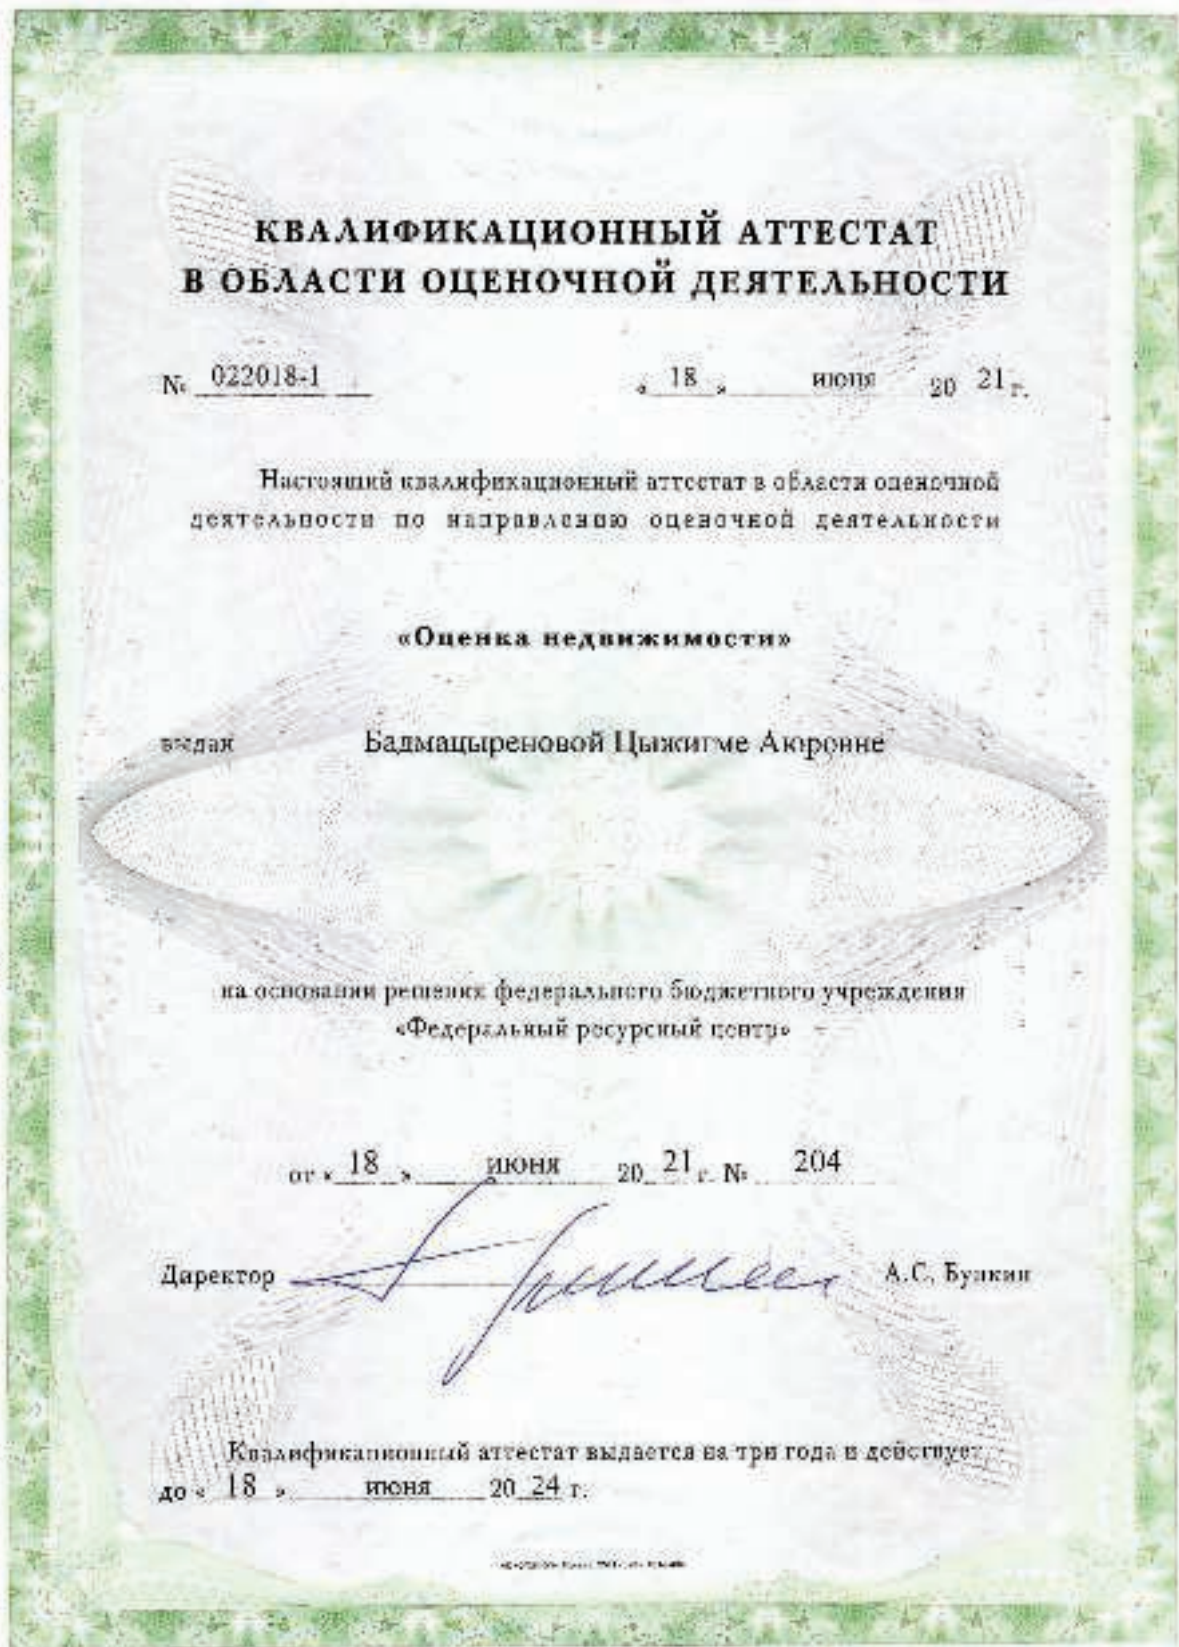 КВАЛИФИКАЦИОННЫЙ АТТЕСТАТ
В ОБЛАСТИ ОЦЕНОЧНОЙ ДЕЯТЕЛЬНОСТИ
№ 022018-1 « 18 » июня 20 21 г.
Настоящий квалификационный аттестат в области оценочной
деятельности по направлению оценочной деятельности
«Оценка недвижимости»
выдан Бадмацыреновой Цыжигме Аюровне
на основании решения федерального бюджетного учреждения
«Федеральный ресурсный центр»
от « 18 » июня 20 21 г. № 204
Директор А.С. Бункин
Квалификационный аттестат выдается на три года и действует
до « 18 » июня 20 24 г.